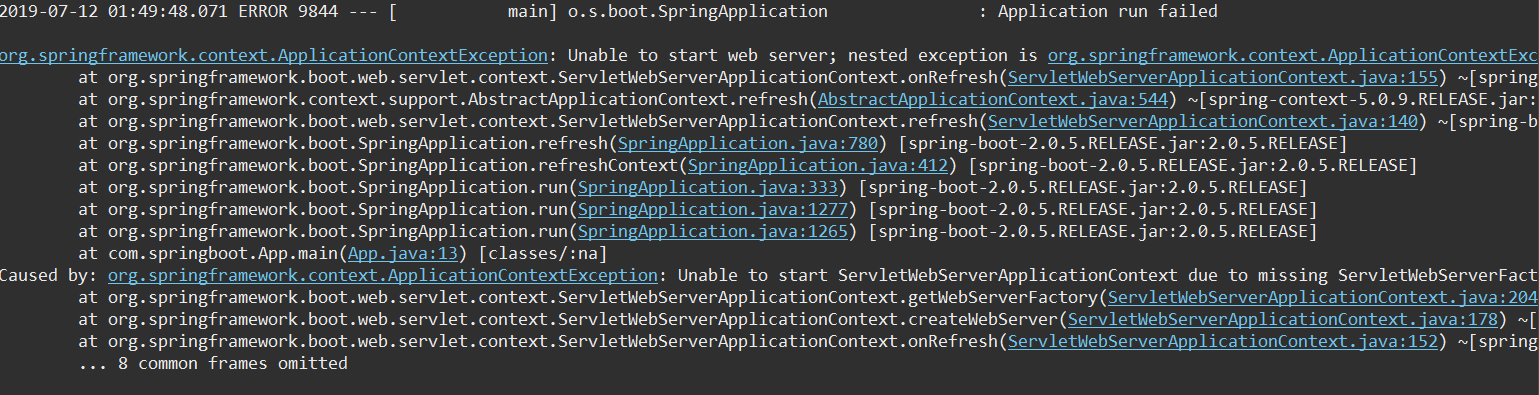 2019-07-12 01:49:48.071 ERROR 9844 --- [           main] o.s.boot.SpringApplication               : Application run failed
org.springframework.context.ApplicationContextException: Unable to start web server; nested exception is org.springframework.context.ApplicationContextExc
at org.springframework.boot.web.servlet.context.ServletWebServerApplicationContext.onRefresh(ServletWebServerApplicationContext.java:155) ~[spring
at org.springframework.context.support.AbstractApplicationContext.refresh(AbstractApplicationContext.java:544) ~[spring-context-5.0.9.RELEASE.jar:
at org.springframework.boot.web.servlet.context.ServletWebServerApplicationContext.refresh(ServletWebServerApplicationContext.java:140) ~[spring-b
at org.springframework.boot.SpringApplication.refresh(SpringApplication.java:780) [spring-boot-2.0.5.RELEASE.jar:2.0.5.RELEASE]
at org.springframework.boot.SpringApplication.refreshContext(SpringApplication.java:412) [spring-boot-2.0.5.RELEASE.jar:2.0.5.RELEASE]
at org.springframework.boot.SpringApplication.run(SpringApplication.java:333) [spring-boot-2.0.5.RELEASE.jar:2.0.5.RELEASE]
at org.springframework.boot.SpringApplication.run(SpringApplication.java:1277) [spring-boot-2.0.5.RELEASE.jar:2.0.5.RELEASE]
at org.springframework.boot.SpringApplication.run(SpringApplication.java:1265) [spring-boot-2.0.5.RELEASE.jar:2.0.5.RELEASE]
at com.springboot.App.main(App.java:13) [classes/:na]
Caused by: org.springframework.context.ApplicationContextException: Unable to start ServletWebServerApplicationContext due to missing ServletWebServerFact
at org.springframework.boot.web.servlet.context.ServletWebServerApplicationContext.getWebServerFactory(ServletWebServerApplicationContext.java:204
at org.springframework.boot.web.servlet.context.ServletWebServerApplicationContext.createWebServer(ServletWebServerApplicationContext.java:178) ~[
at org.springframework.boot.web.servlet.context.ServletWebServerApplicationContext.onRefresh(ServletWebServerApplicationContext.java:152) ~[spring
... 8 common frames omitted